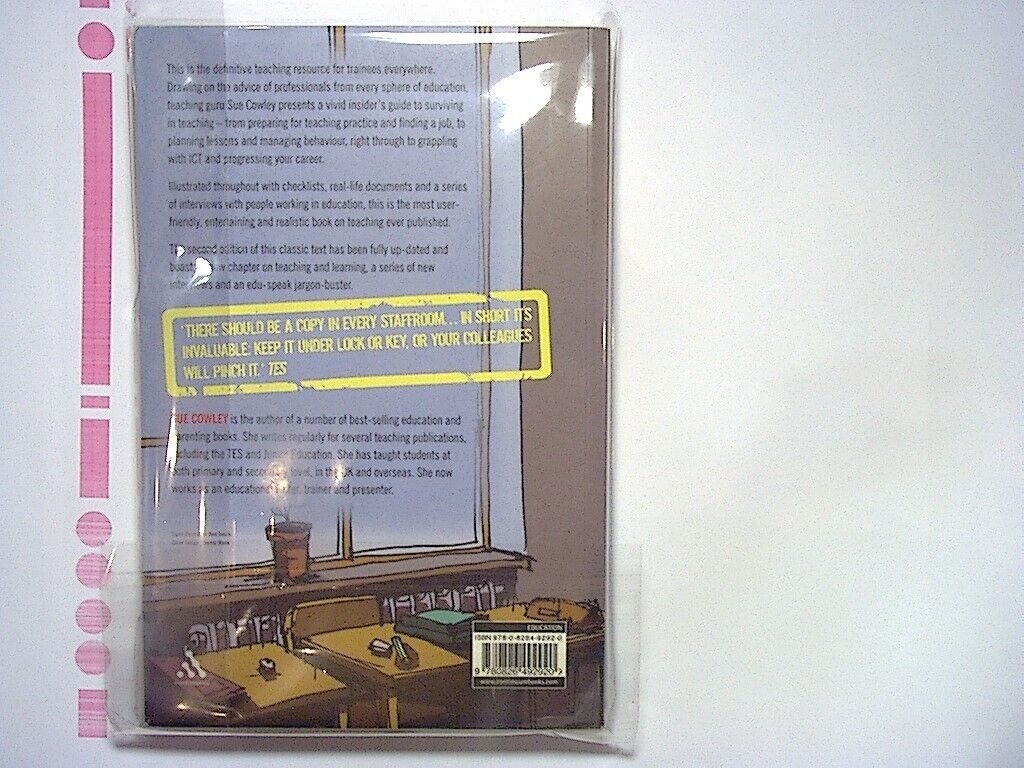 This is the definitive teaching resource for trainees everywhere.
Drawing on the advice of professionals from every sphere of education,
teaching guru Sue Cowley presents a vivid insider's guide to surviving
in teaching – from preparing for teaching practice and finding a job, to
planning lessons and managing behaviour, right through to grappling
with ICT and progressing your career.
Illustrated throughout with checklists, real-life documents and a series
of interviews with people working in education, this is the most user-
friendly, entertaining and realistic book on teaching ever published.
The second edition of this classic text has been fully up-dated and
chapter on teaching and learning, a series of new
interviews and an edu-speak jargon-buster.
'THERE SHOULD BE A COPY IN EVERY STAFFROOM... IN SHORT IT'S
INVALUABLE. KEEP IT UNDER LOCK OR KEY, OR YOUR COLLEAGUES
WILL PINCH IT.' TES
SUE COWLEY is the author of a number of best-selling education and
parenting books. She writes regularly for several teaching publications,
including the TES and Junior Education. She has taught students at
both primary and secondary level, in the UK and overseas. She now
works as an educational trainer and presenter.
EDUCATION
ISBN 978-0-8264-9292-0
9 780826 492920
www.continuumbooks.com